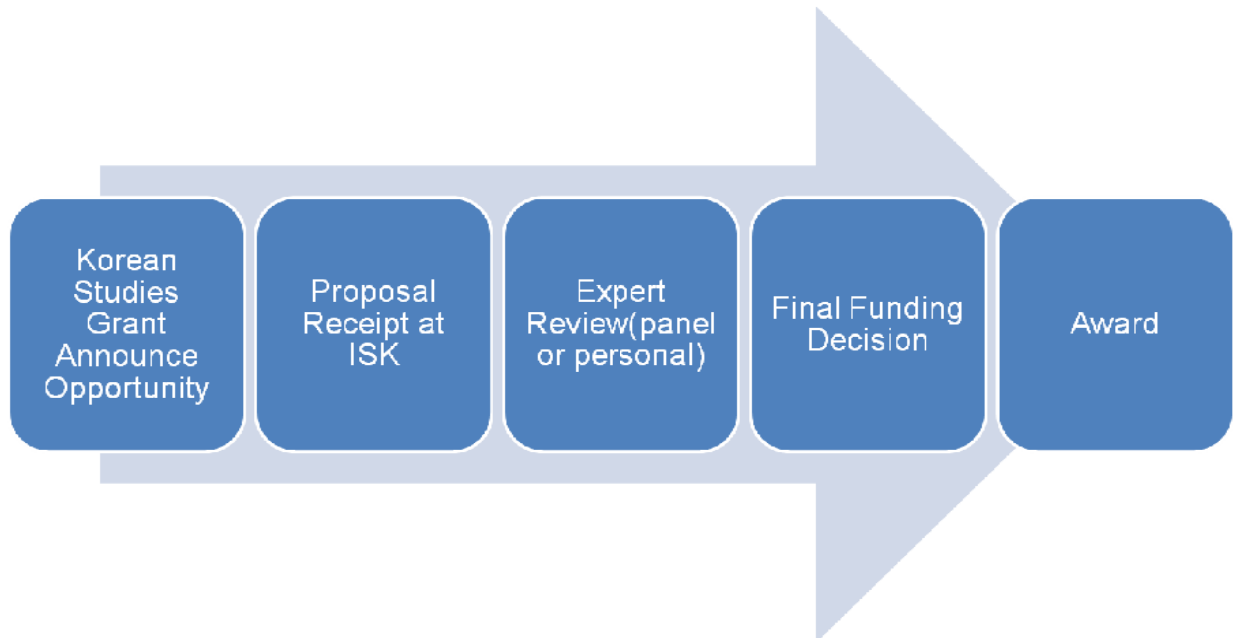 Korean
Studies
Grant
Announce
Opportunity
Proposal
Receipt at
ISK
Expert
Review(panel
or personal)
Final Funding
Decision
Award